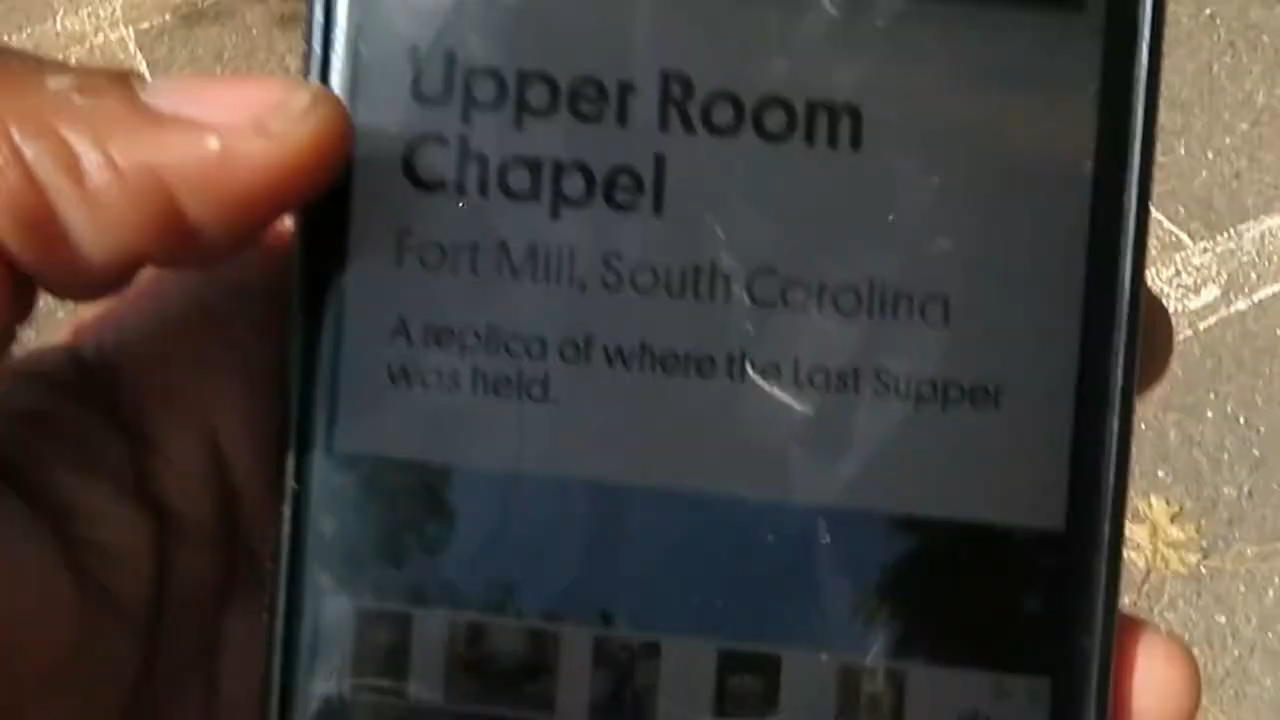 Upper Room
Chapel
Fort Mill, South Carolina
A replica of where the Last Supper
was held.